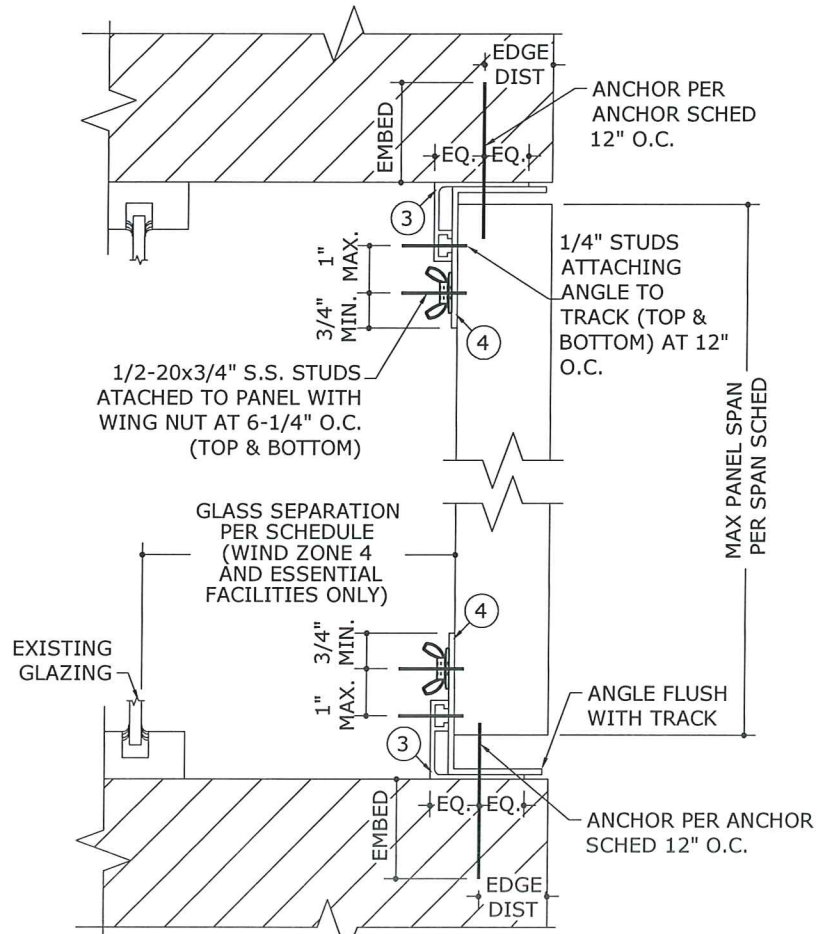 EDGE
DIST
ANCHOR PER
ANCHOR SCHED
12" O.C.
EMBED
EQ. EQ.
3
1" MAX.
3/4" MIN.
4
1/4" STUDS
ATTACHING
ANGLE TO
TRACK (TOP &
BOTTOM) AT 12"
O.C.
1/2-20x3/4" S.S. STUDS
ATACHED TO PANEL WITH
WING NUT AT 6-1/4" O.C.
(TOP & BOTTOM)
MAX PANEL SPAN
PER SPAN SCHED
GLASS SEPARATION
PER SCHEDULE
(WIND ZONE 4
AND ESSENTIAL
FACILITIES ONLY)
4
3/4" MIN.
1" MAX.
EXISTING
GLAZING
ANGLE FLUSH
WITH TRACK
3
EMBED
EQ. EQ.
ANCHOR PER ANCHOR
SCHED 12" O.C.
EDGE
DIST